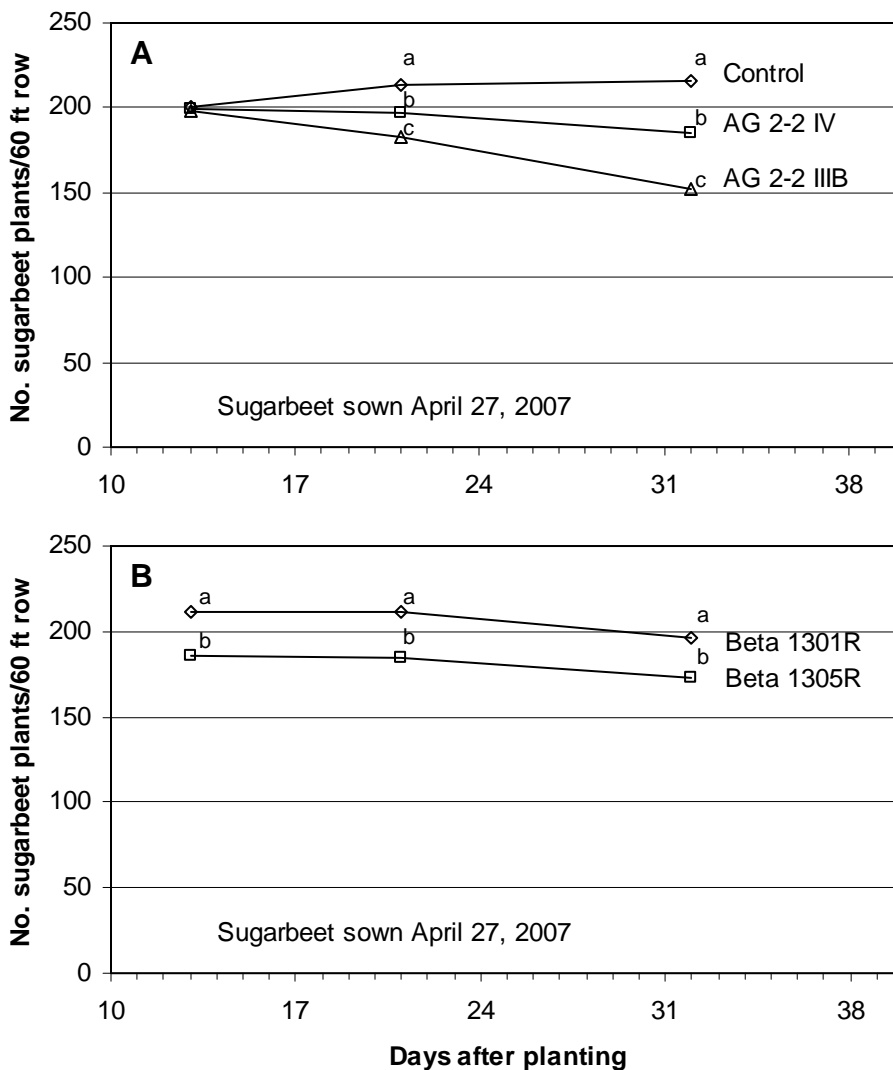 A
No. sugarbeet plants/60 ft row
250
200
150
100
50
0
a
a
Control
b
b
AG 2-2 IV
c
c
AG 2-2 IIIB
Sugarbeet sown April 27, 2007
10 17 24 31 38
B
No. sugarbeet plants/60 ft row
250
200
150
100
50
0
a
a
a
Beta 1301R
b
b
b
Beta 1305R
Sugarbeet sown April 27, 2007
10 17 24 31 38
Days after planting